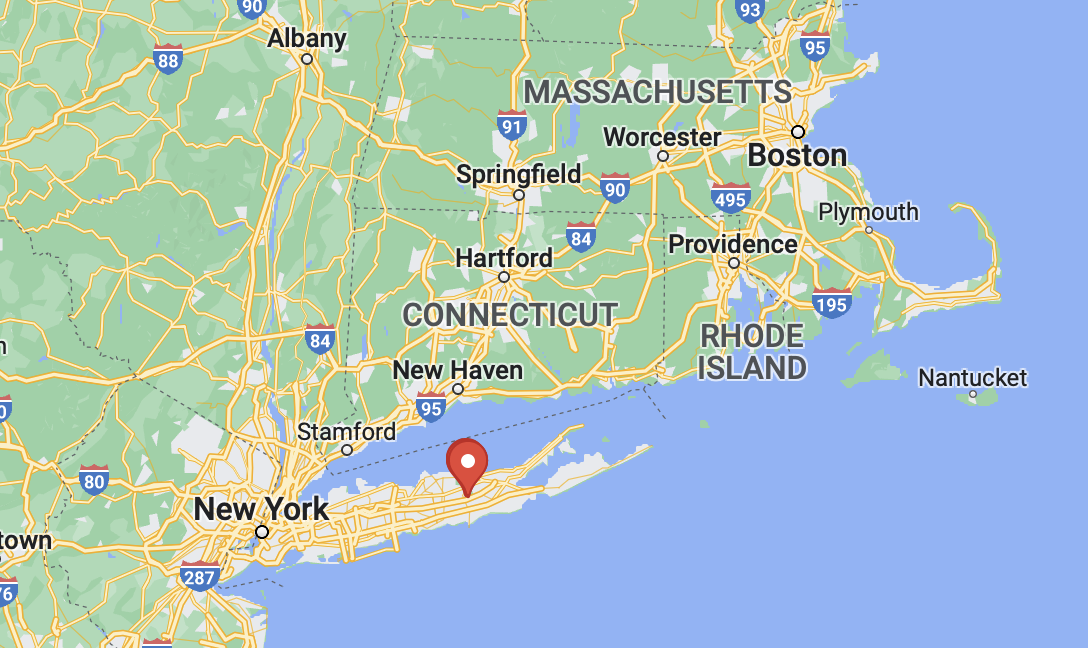 90
93
Albany
95
88
MASSACHUSETTS
91
Worcester
Boston
Springfield
90
495
Plymouth
84
Providence
Hartford
195
CONNECTICUT
84
RHODE
ISLAND
New Haven
Nantucket
95
Stamford
80
New York
town
287
76